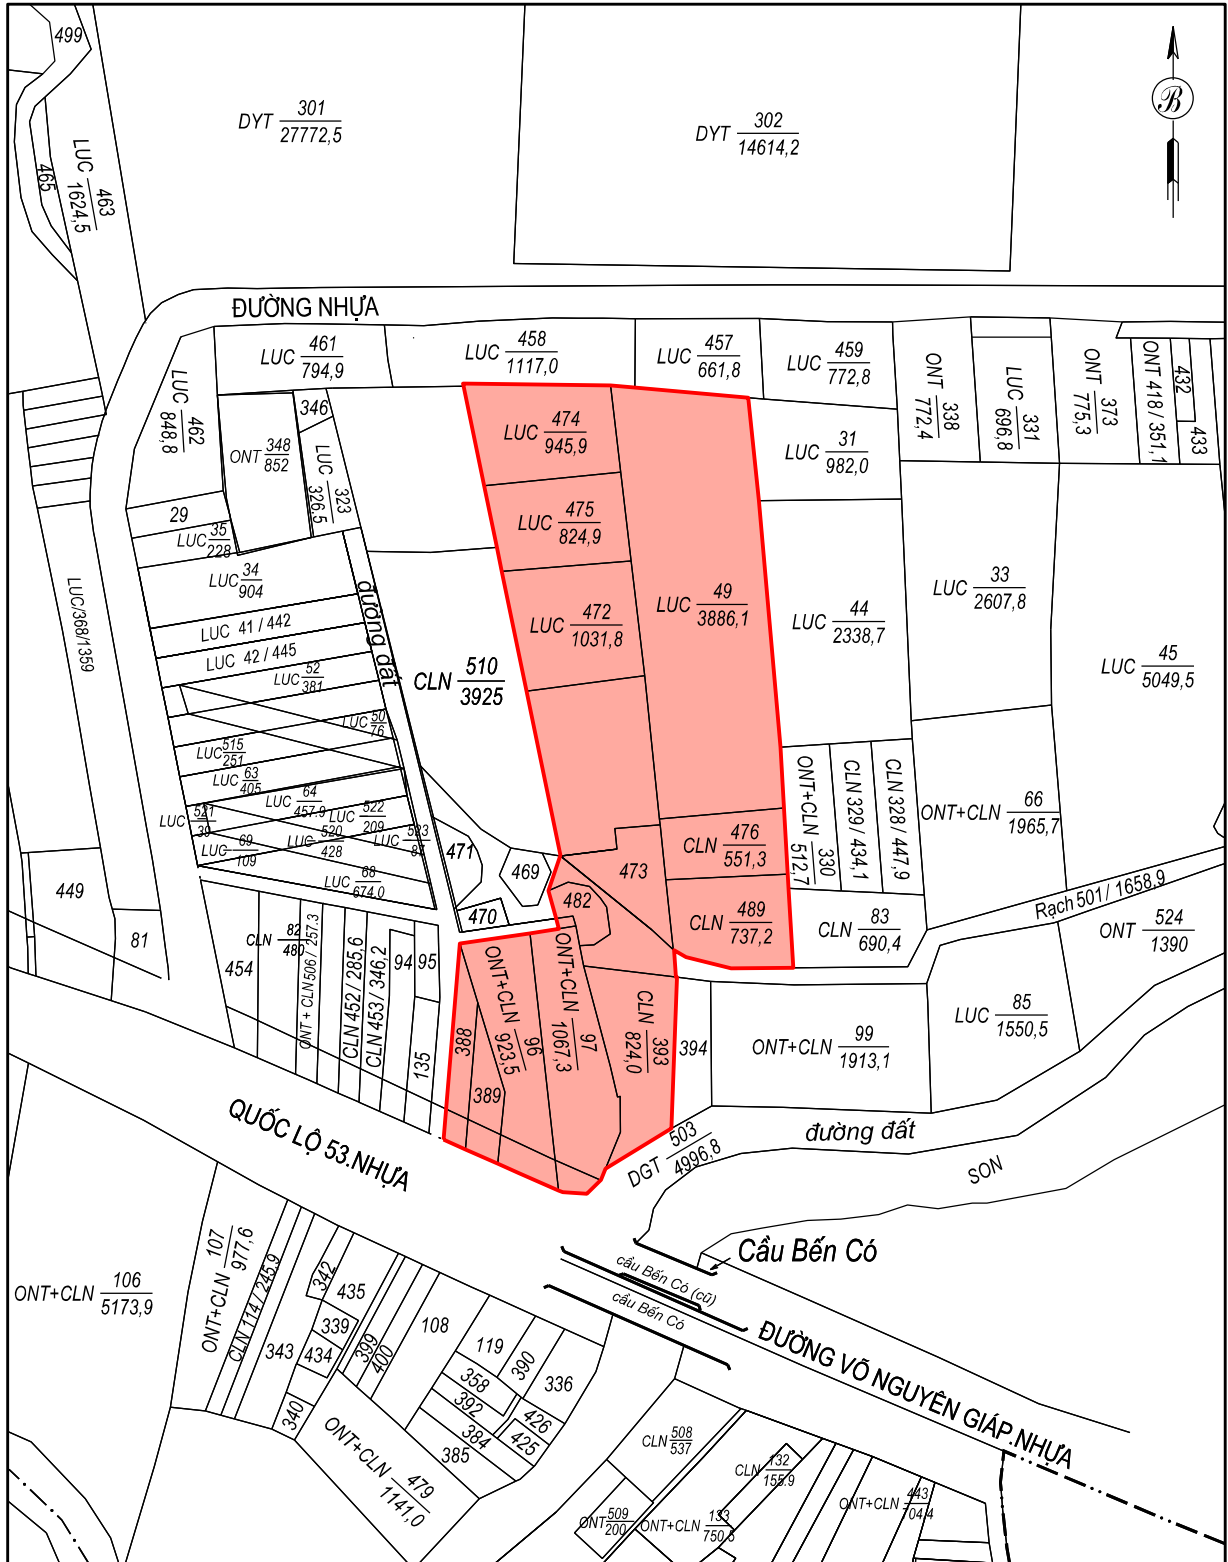 499
DYT 301 27772,5
DYT 302 14614,2
B
465
LUC 463 1624,5
ĐƯỜNG NHỰA
LUC 461 794,9
LUC 458 1117,0
LUC 457 661,8
LUC 459 772,8
ONT 338 772,4
LUC 331 696,8
ONT 373 775,3
ONT 418 / 351,1
432
433
LUC 462 848,8
346
ONT 348 852
LUC 323 326,5
LUC 474 945,9
LUC 31 982,0
29
LUC 35 228
LUC 475 824,9
LUC 34 904
LUC/368/1359
đường đất
LUC 41 / 442
LUC 42 / 445
LUC 52 381
LUC 472 1031,8
LUC 49 3886,1
LUC 44 2338,7
LUC 33 2607,8
LUC 45 5049,5
CLN 510 3925
LUC 50 76
LUC 515 251
LUC 63 405
LUC 64 457.9
LUC 521 39
LUC 522 209
LUC 520 428
LUC 69 109
LUC 523 87
LUC 68 674,0
471
469
470
473
CLN 476 551,3
ONT+CLN 330 512,7
CLN 329 / 434,1
CLN 328 / 447,9
ONT+CLN 66 1965,7
482
CLN 489 737,2
CLN 83 690,4
Rạch 501 / 1658,9
ONT 524 1390
449
81
454
CLN 82 480
ONT + CLN 506 / 257.3
CLN 452 / 285,6
CLN 453 / 346,2
94
95
135
388
389
ONT+CLN 96 923,5
ONT+CLN 97 1067,3
CLN 393 824,0
394
ONT+CLN 99 1913,1
LUC 85 1550,5
QUỐC LỘ 53.NHỰA
DGT 503 4996,8
đường đất
SON
Cầu Bến Có
cầu Bến Có (cũ)
cầu Bến Có
ĐƯỜNG VÕ NGUYÊN GIÁP.NHỰA
ONT+CLN 106 5173,9
ONT+CLN 107 977,6
CLN 114 / 245.9
342
435
339
434
343
340
399
400
108
119
390
336
358
392
384
385
426
425
ONT+CLN 479 1141,0
CLN 508 537
ONT 509 200
CLN 132 155.9
ONT+CLN 133
ONT+CLN 443 704,4